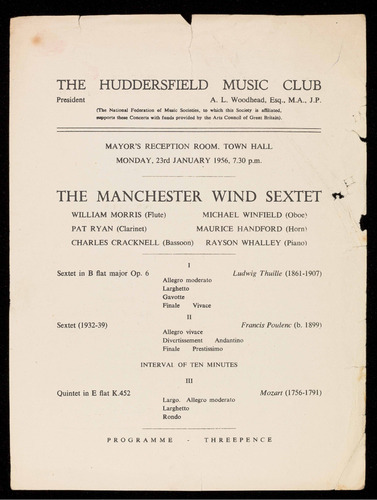 THE HUDDERSFIELD MUSIC CLUB
President A. L. Woodhead, Esq., M.A., J.P.
(The National Federation of Music Societies, to which this Society is affiliated,
supports these Concerts with funds provided by the Arts Council of Great Britain).
MAYOR'S RECEPTION ROOM, TOWN HALL
MONDAY, 23rd JANUARY 1956, 7.30 p.m.
THE MANCHESTER WIND SEXTET
WILLIAM MORRIS (Flute) MICHAEL WINFIELD (Oboe)
PAT RYAN (Clarinet) MAURICE HANDFORD (Horn)
CHARLES CRACKNELL (Bassoon) RAYSON WHALLEY (Piano)
I
Sextet in B flat major Op. 6 Ludwig Thuille (1861-1907)
Allegro moderato
Larghetto
Gavotte
Finale Vivace
II
Sextet (1932-39) Francis Poulenc (b. 1899)
Allegro vivace
Divertissement Andantino
Finale Prestissimo
INTERVAL OF TEN MINUTES
III
Quintet in E flat K.452 Mozart (1756-1791)
Largo. Allegro moderato
Larghetto
Rondo
PROGRAMME - THREEPENCE